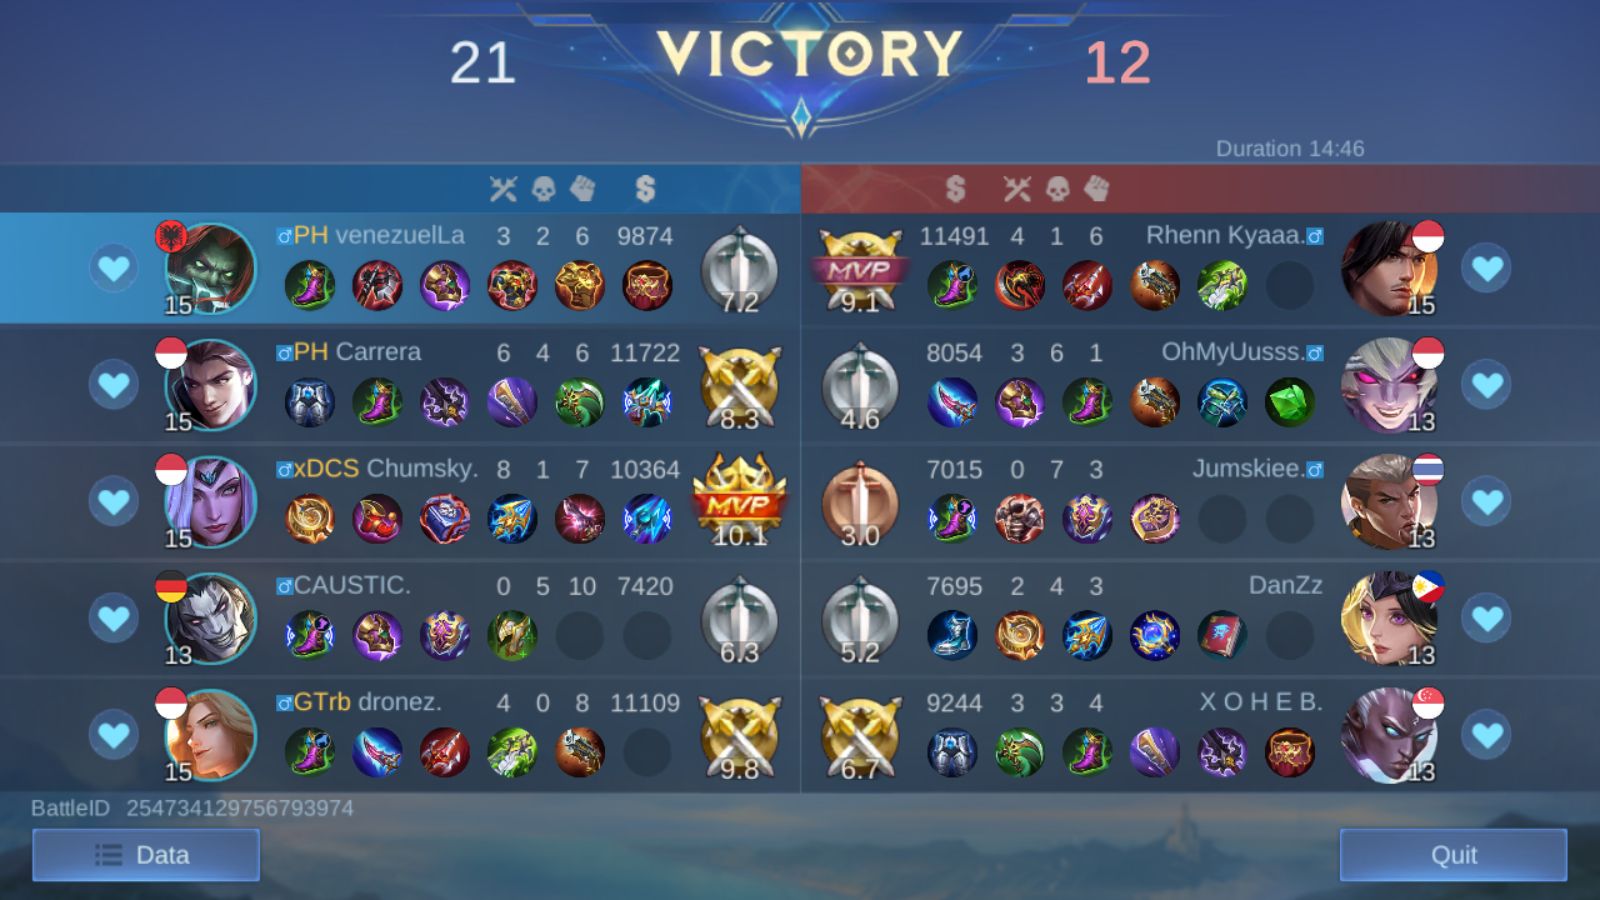 21 VICTORY 12
Duration 14:46
PH venezuelLa 3 2 6 9874 7.2 15
MVP 9.1 11491 4 1 6 Rhenn Kyaaa. 15
PH Carrera 6 4 6 11722 8.3 15
4.6 8054 3 6 1 OhMyUusss. 13
xDCS Chumsky. 8 1 7 10364 MVP 10.1 15
3.0 7015 0 7 3 Jumskiee. 13
CAUSTIC. 0 5 10 7420 6.3 13
5.2 7695 2 4 3 DanZz 13
GTrb dronez. 4 0 8 11109 9.8 15
6.7 9244 3 3 4 X O H E B. 13
BattleID 254734129756793974
Data
Quit